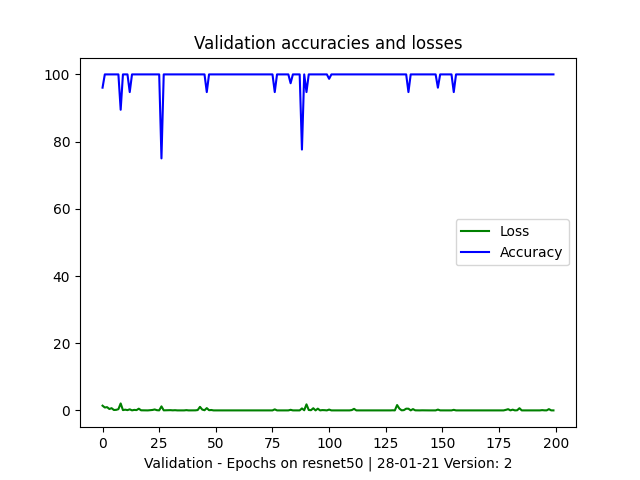 Validation accuracies and losses
100
80
60
40
20
0
Loss
Accuracy
0 25 50 75 100 125 150 175 200
Validation - Epochs on resnet50 | 28-01-21 Version: 2